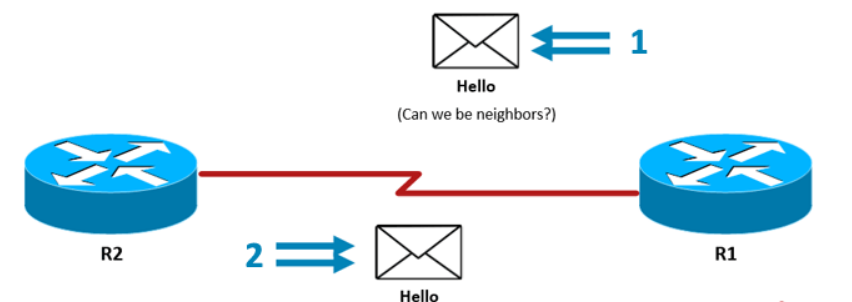 1
Hello
(Can we be neighbors?)
R2
R1
2
Hello